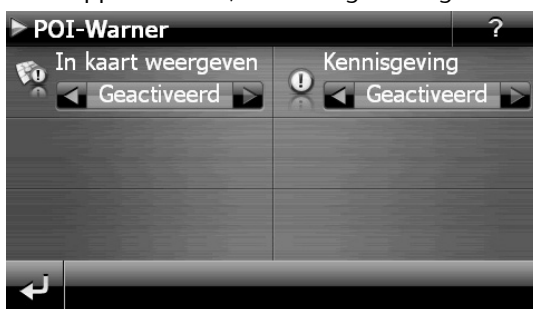 POI-Warner ?
In kaart weergeven
Geactiveerd
Kennisgeving
Geactiveerd